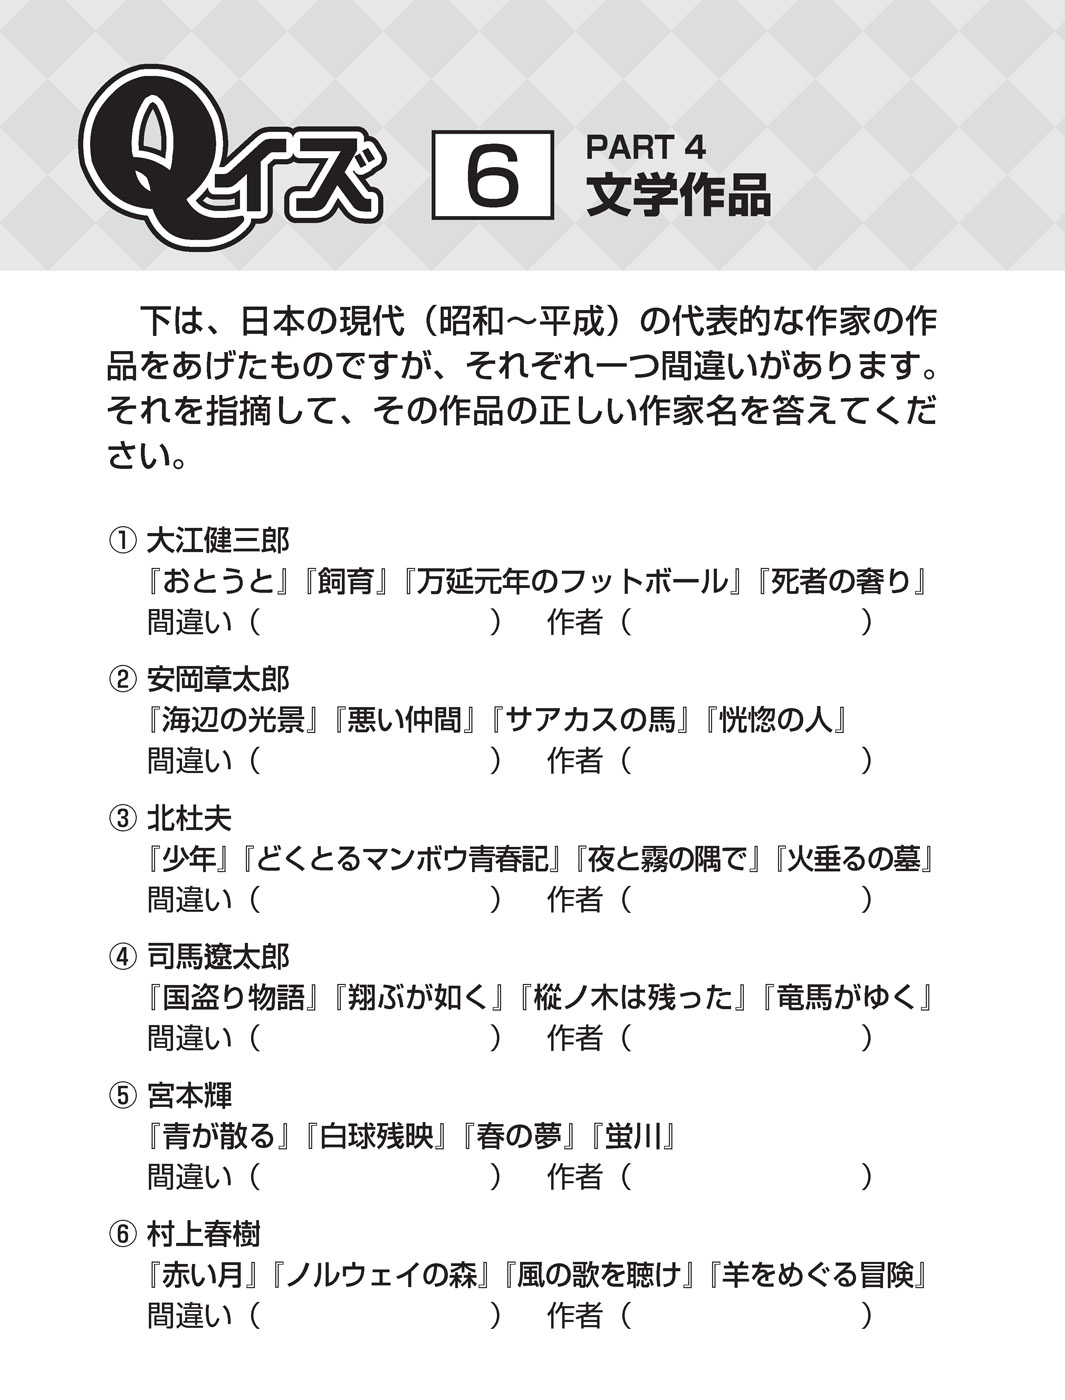 Qイズ 6 PART 4
文学作品
下は、日本の現代（昭和〜平成）の代表的な作家の作
品をあげたものですが、それぞれ一つ間違いがあります。
それを指摘して、その作品の正しい作家名を答えてくだ
さい。
① 大江健三郎
『おとうと』『飼育』『万延元年のフットボール』『死者の奢り』
間違い（　　　　　　　　）　作者（　　　　　　　　）
② 安岡章太郎
『海辺の光景』『悪い仲間』『サアカスの馬』『恍惚の人』
間違い（　　　　　　　　）　作者（　　　　　　　　）
③ 北杜夫
『少年』『どくとるマンボウ青春記』『夜と霧の隅で』『火垂るの墓』
間違い（　　　　　　　　）　作者（　　　　　　　　）
④ 司馬遼太郎
『国盗り物語』『翔ぶが如く』『樅ノ木は残った』『竜馬がゆく』
間違い（　　　　　　　　）　作者（　　　　　　　　）
⑤ 宮本輝
『青が散る』『白球残映』『春の夢』『蛍川』
間違い（　　　　　　　　）　作者（　　　　　　　　）
⑥ 村上春樹
『赤い月』『ノルウェイの森』『風の歌を聴け』『羊をめぐる冒険』
間違い（　　　　　　　　）　作者（　　　　　　　　）